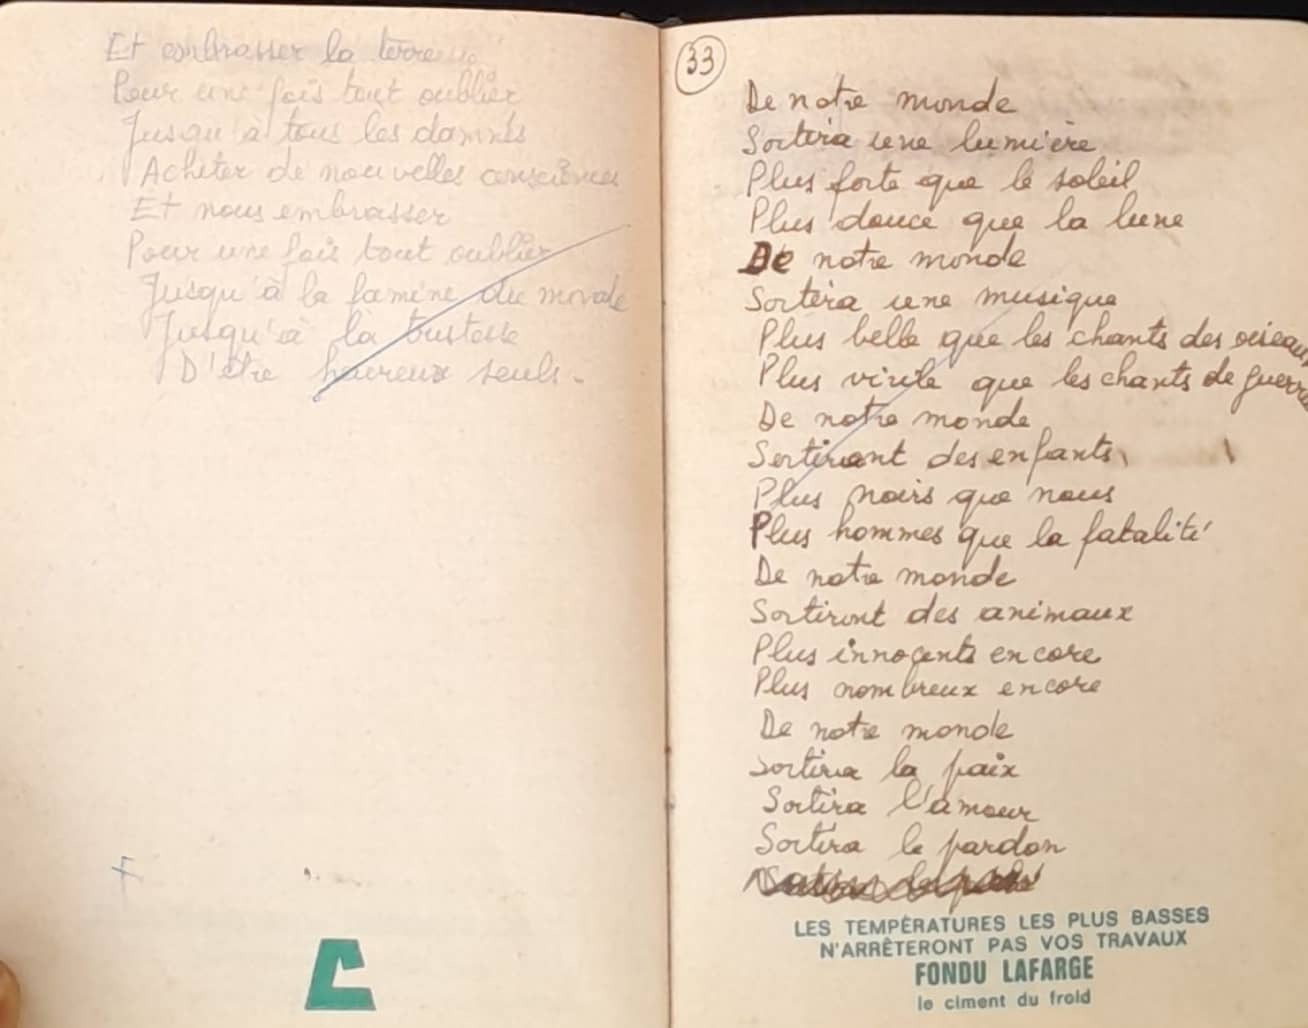 Et embrasser la terre
Pour une fois tout oublier
Jusqu'à tous les damnés
Acheter de nouvelles consciences
Et nous embrasser
Pour une fois tout oublier
Jusqu'à la famine du monde
Jusqu'à la tristesse
D'être heureux seuls.
F
33
De notre monde
Sortira une lumière
Plus forte que le soleil
Plus douce que la lune
De notre monde
Sortira une musique
Plus belle que les chants des oiseaux
Plus virile que les chants de guerre
De notre monde
Sortiront des enfants
Plus noirs que nous
Plus hommes que la fatalité
De notre monde
Sortiront des animaux
Plus innocents encore
Plus nombreux encore
De notre monde
Sortira la paix
Sortira l'amour
Sortira le pardon
LES TEMPÉRATURES LES PLUS BASSES
N'ARRÊTERONT PAS VOS TRAVAUX
FONDU LAFARGE
le ciment du froid